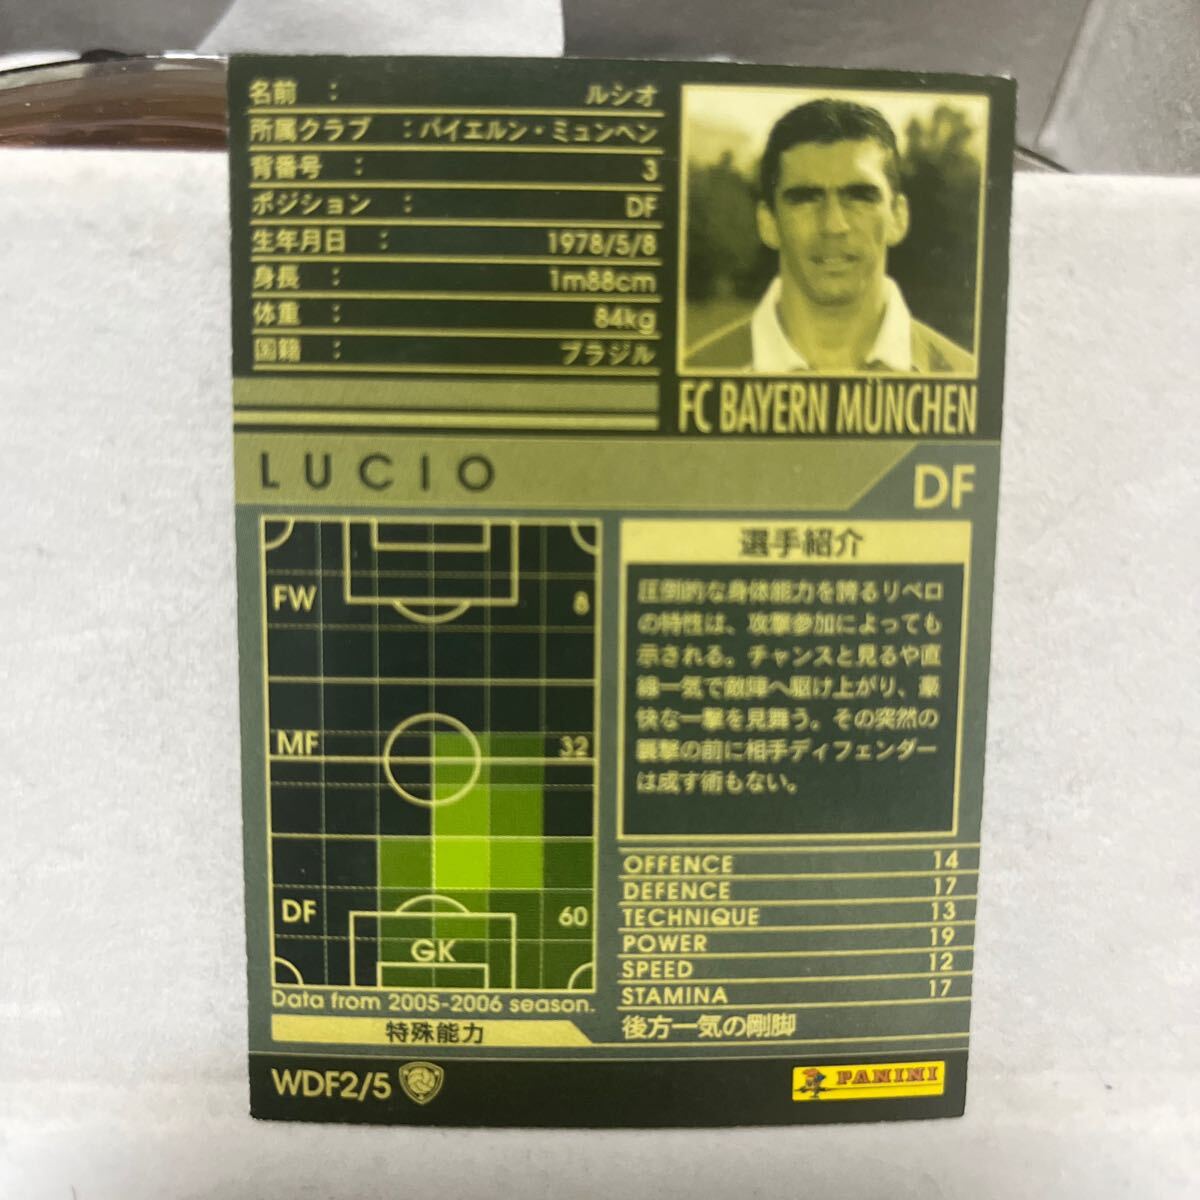 名前 : ルシオ
所属クラブ : バイエルン・ミュンヘン
背番号 : 3
ポジション : DF
生年月日 : 1978/5/8
身長 : 1m88cm
体重 : 84kg
国籍 : ブラジル
FC BAYERN MÜNCHEN
LUCIO
DF
FW 8
MF 32
DF 60
GK
Data from 2005-2006 season.
特殊能力
選手紹介
圧倒的な身体能力を誇るリベロ
の特性は、攻撃参加によっても
示される。チャンスと見るや直
線一気で敵陣へ駆け上がり、豪
快な一撃を見舞う。その突然の
襲撃の前に相手ディフェンダー
は成す術もない。
OFFENCE 14
DEFENCE 17
TECHNIQUE 13
POWER 19
SPEED 12
STAMINA 17
後方一気の剛脚
WDF2/5
PANINI